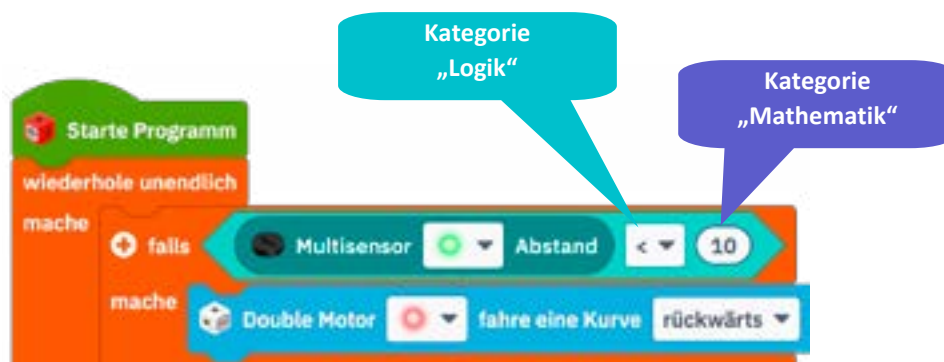 Kategorie
„Logik“
Kategorie
„Mathematik“
Starte Programm
wiederhole unendlich
mache
falls Multisensor Abstand < 10
mache
Double Motor fahre eine Kurve rückwärts